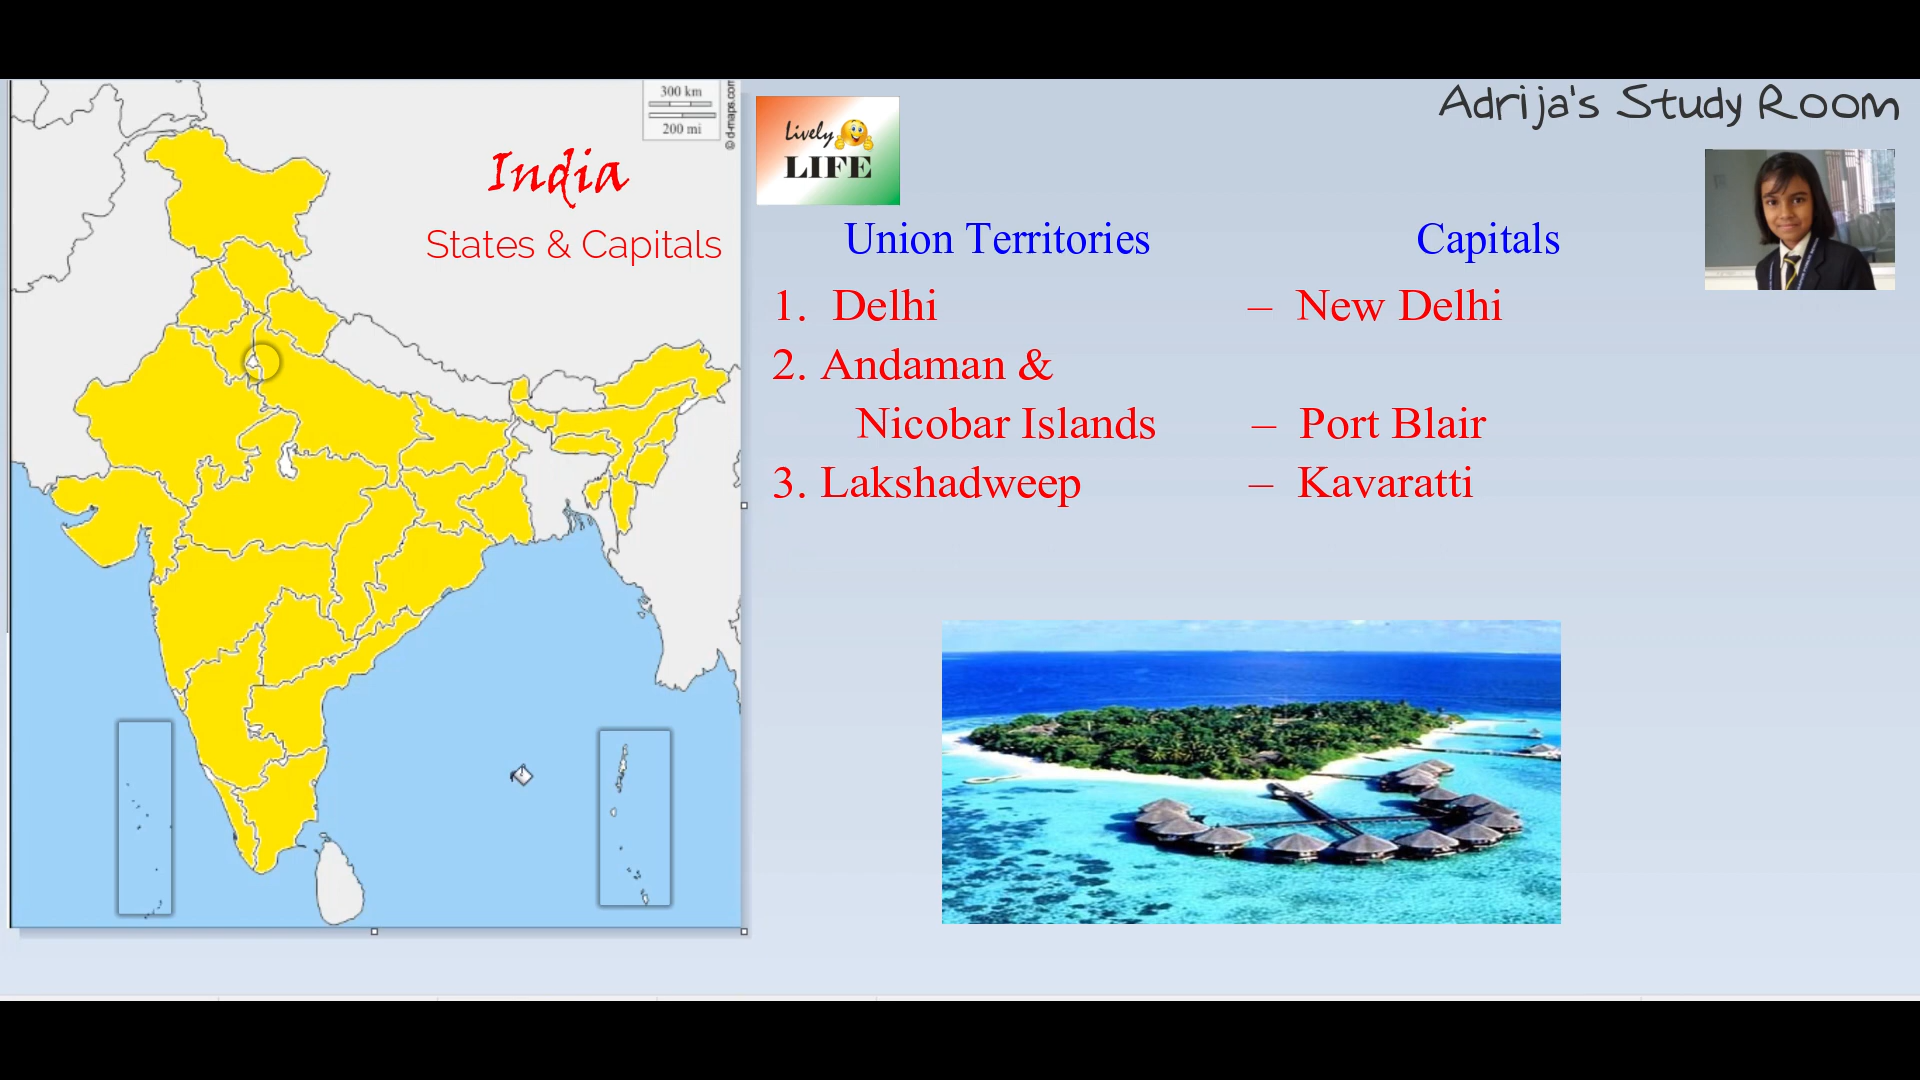 300 km
200 mi
© d-maps.com
India
States & Capitals
Lively
LIFE
Adrija's Study Room
Union Territories Capitals
1. Delhi – New Delhi
2. Andaman &
Nicobar Islands – Port Blair
3. Lakshadweep – Kavaratti